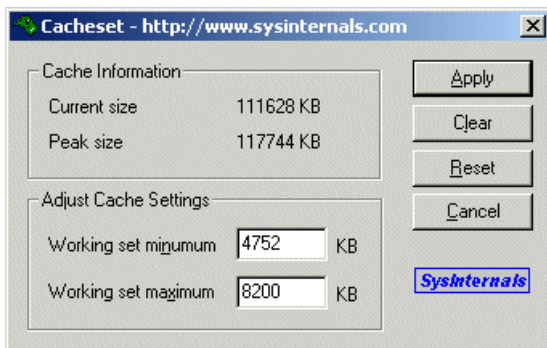 Cacheset - http://www.sysinternals.com
Cache Information
Current size 111628 KB
Peak size 117744 KB
Adjust Cache Settings
Working set minumum 4752 KB
Working set maximum 8200 KB
Apply
Clear
Reset
Cancel
SysInternals